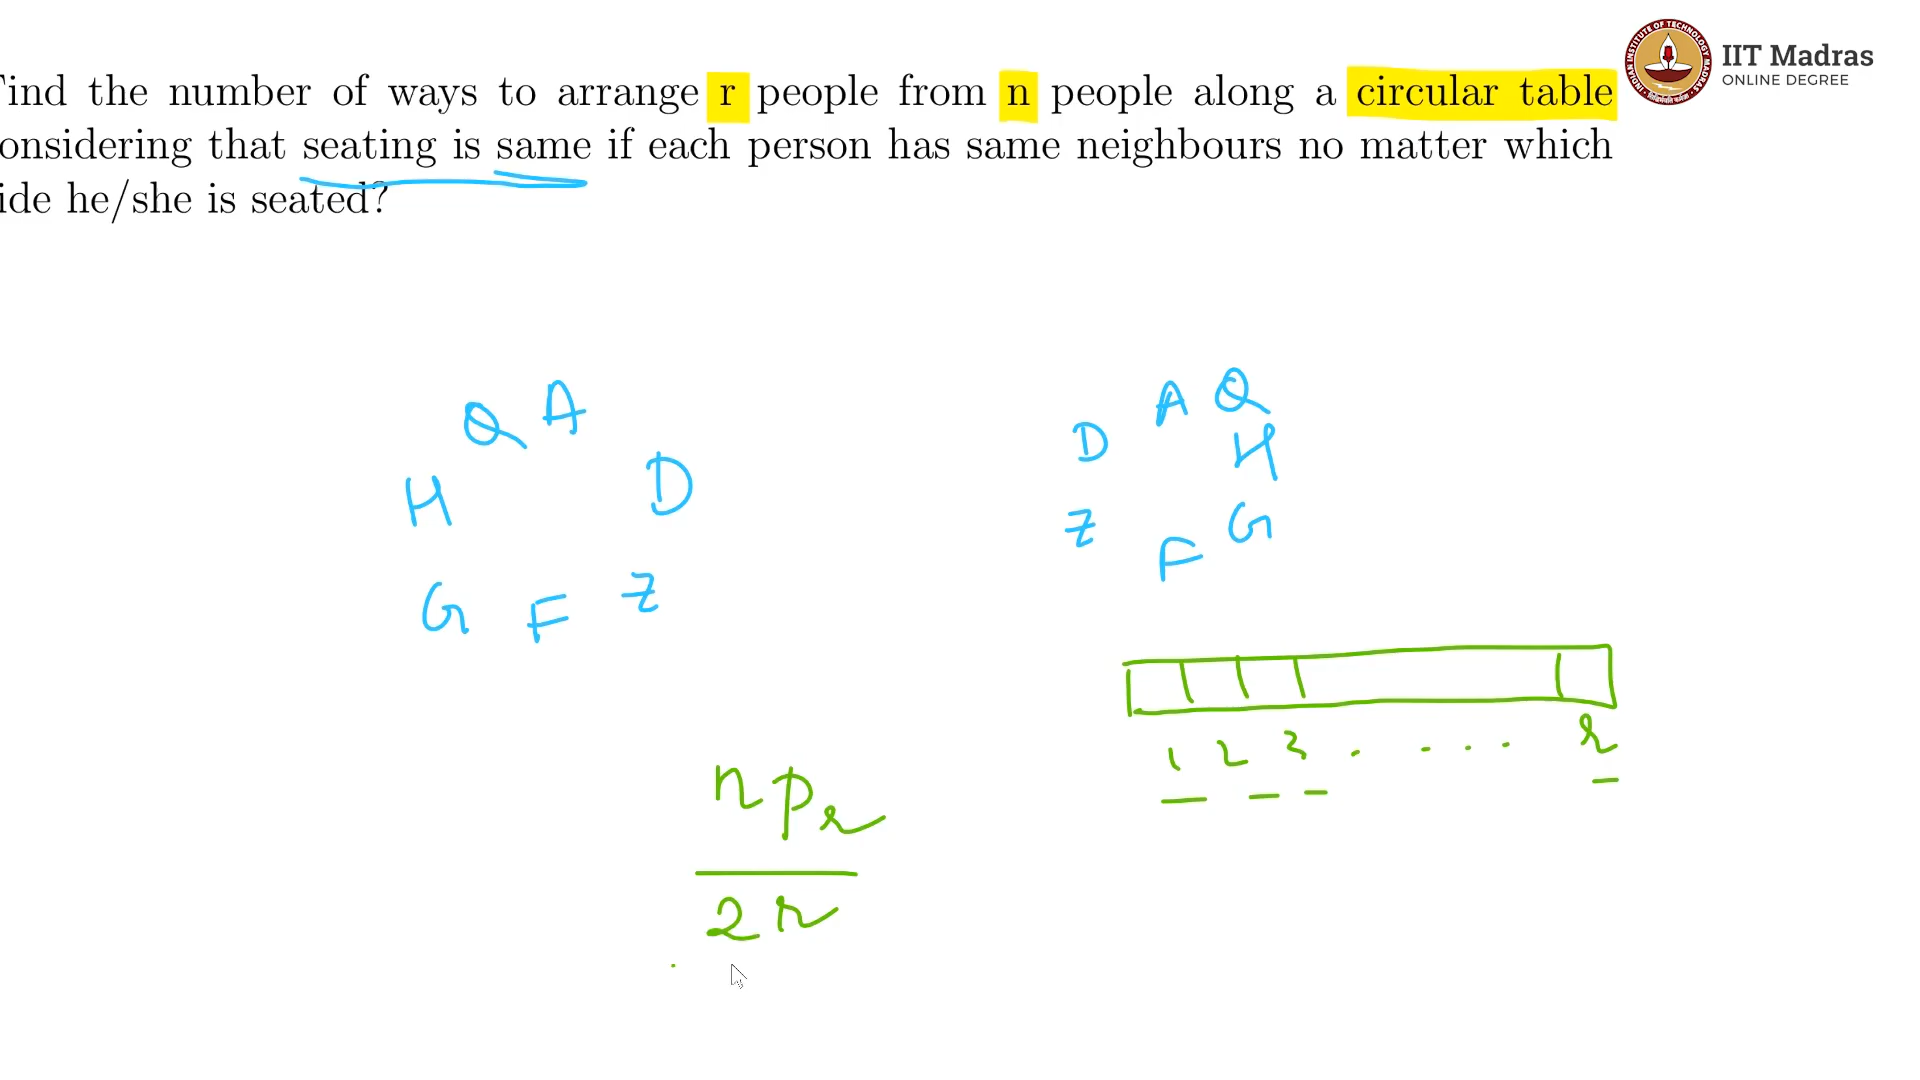 IIT Madras
ONLINE DEGREE
ind the number of ways to arrange r people from n people along a circular table
onsidering that seating is same if each person has same neighbours no matter which
ide he/she is seated?
Q A
H D
G F Z
D A Q
H
Z F G
1 2 3 . . . . . r
nPr
2r